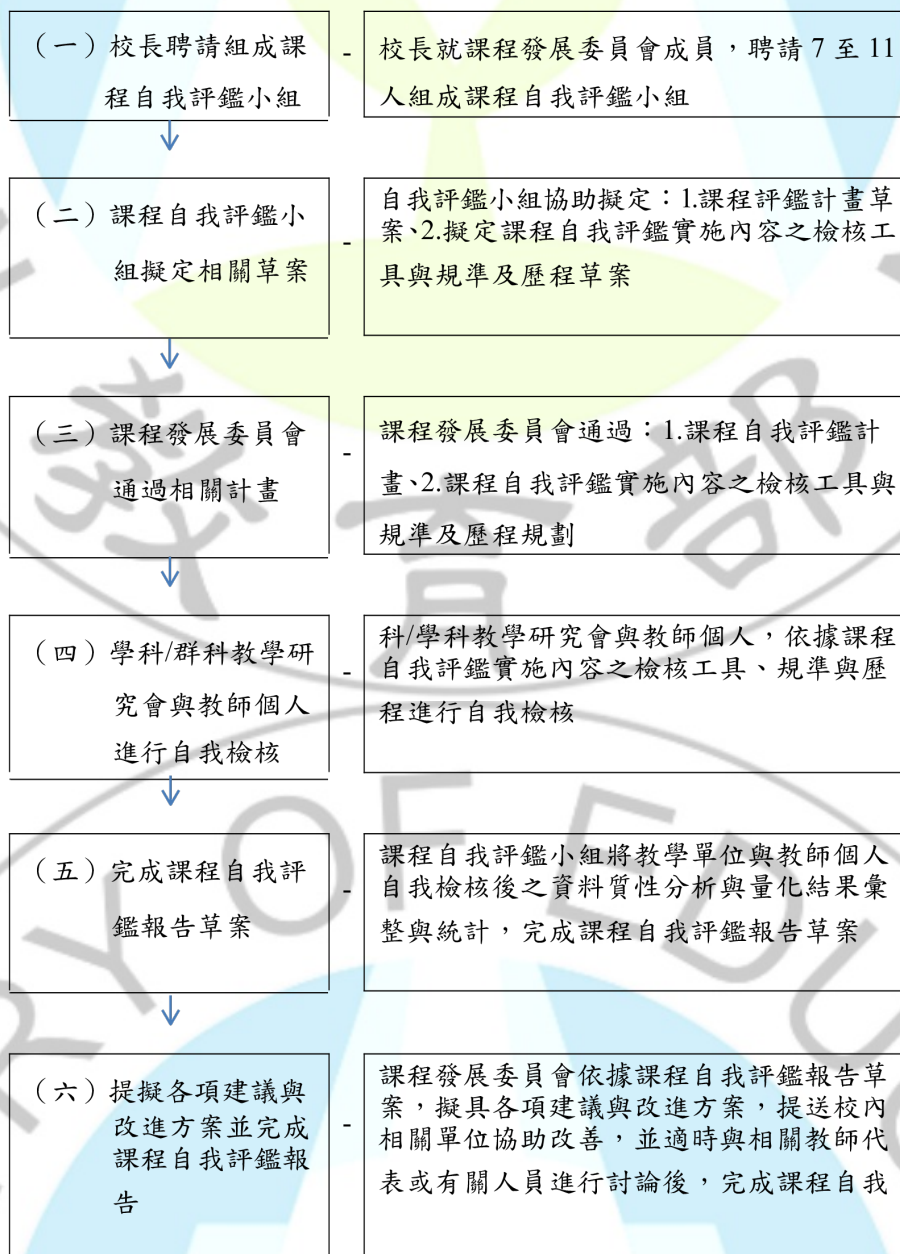 （一）校長聘請組成課
程自我評鑑小組
-
校長就課程發展委員會成員，聘請 7 至 11
人組成課程自我評鑑小組
（二）課程自我評鑑小
組擬定相關草案
-
自我評鑑小組協助擬定：1.課程評鑑計畫草
案、2.擬定課程自我評鑑實施內容之檢核工
具與規準及歷程草案
（三）課程發展委員會
通過相關計畫
-
課程發展委員會通過：1.課程自我評鑑計
畫、2.課程自我評鑑實施內容之檢核工具與
規準及歷程規劃
（四）學科/群科教學研
究會與教師個人
進行自我檢核
-
科/學科教學研究會與教師個人，依據課程
自我評鑑實施內容之檢核工具、規準與歷
程進行自我檢核
（五）完成課程自我評
鑑報告草案
-
課程自我評鑑小組將教學單位與教師個人
自我檢核後之資料質性分析與量化結果彙
整與統計，完成課程自我評鑑報告草案
（六）提擬各項建議與
改進方案並完成
課程自我評鑑報
告
-
課程發展委員會依據課程自我評鑑報告草
案，擬具各項建議與改進方案，提送校內
相關單位協助改善，並適時與相關教師代
表或有關人員進行討論後，完成課程自我
教育部
RY OF EDU